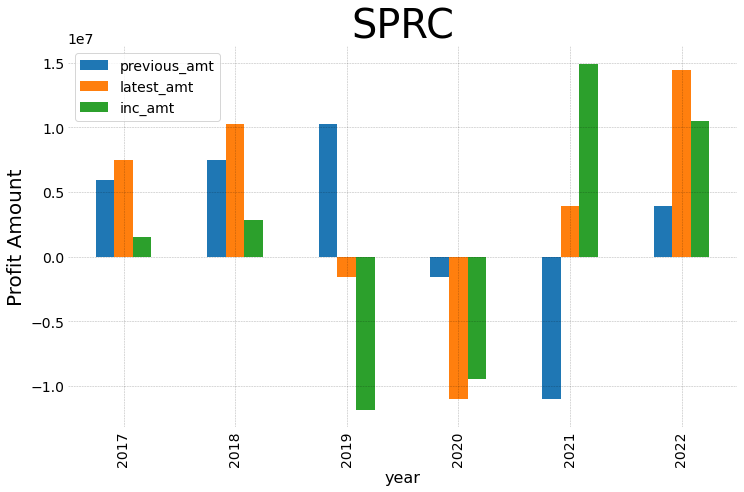 SPRC
1e7
previous_amt
latest_amt
inc_amt
1.5
1.0
0.5
0.0
−0.5
−1.0
Profit Amount
2017
2018
2019
2020
2021
2022
year